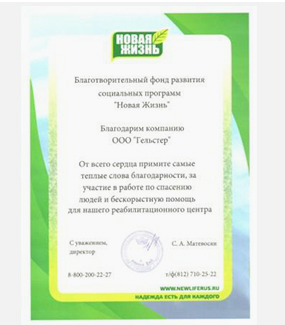 НОВАЯ
ЖИЗНЬ
Благотворительный фонд развития
социальных программ
"Новая Жизнь"
Благодарим компанию
ООО "Гельстер"
От всего сердца примите самые
теплые слова благодарности, за
участие в работе по спасению
людей и бескорыстную помощь
для нашего реабилитационного центра
С уважением,
директор
С. А. Матевосян
8-800-200-22-27
т/ф(812) 710-25-22
WWW.NEWLIFERUS.RU
НАДЕЖДА ЕСТЬ ДЛЯ КАЖДОГО